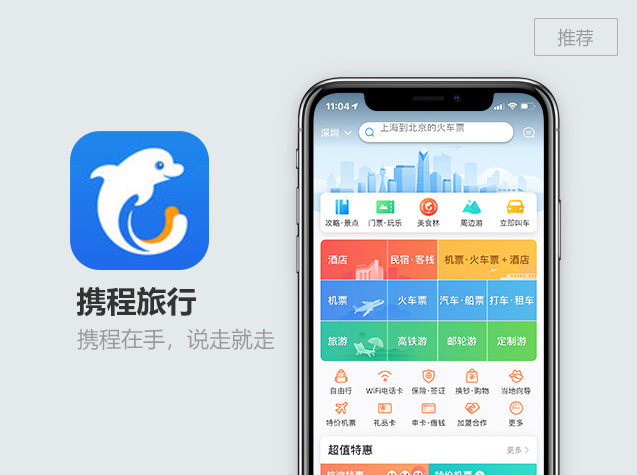 推荐
11:04
深圳
上海到北京的火车票
攻略·景点
门票·玩乐
美食林
周边游
立即叫车
酒店
民宿·客栈
机票·火车票+酒店
机票
火车票
汽车·船票
打车·租车
旅游
高铁游
邮轮游
定制游
自由行
WiFi电话卡
保险·签证
换钞·购物
当地向导
特价机票
礼品卡
申卡·借钱
加盟合作
更多
超值特惠
更多 >
携程旅行
携程在手，说走就走